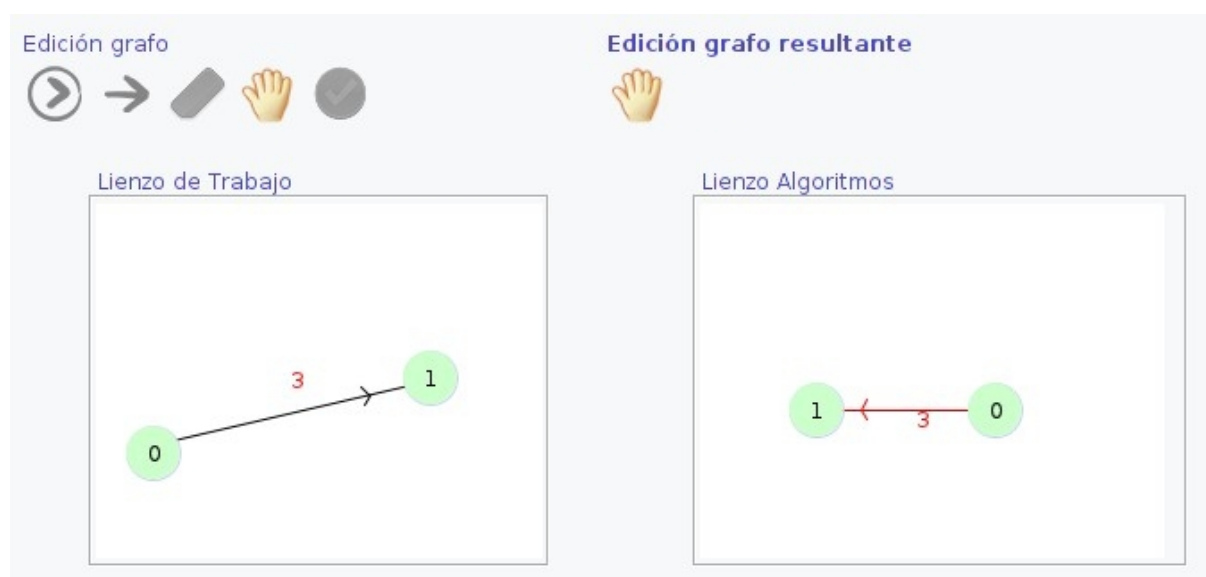 Edición grafo
Edición grafo resultante
Lienzo de Trabajo
Lienzo Algoritmos
3
1
0
1
3
0